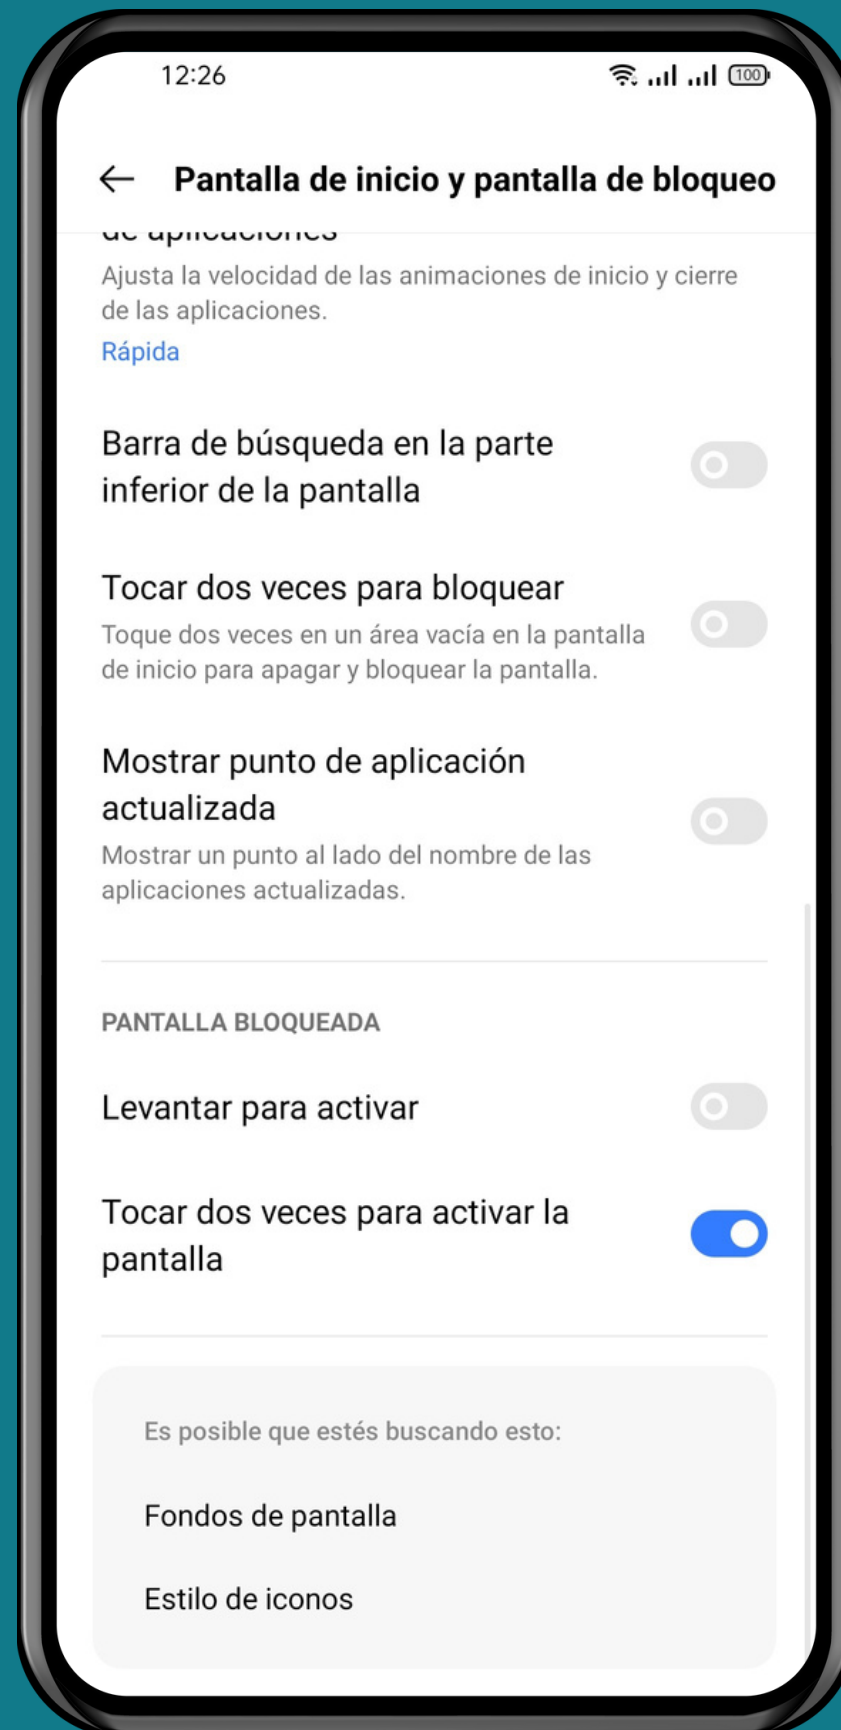 12:26
100
Pantalla de inicio y pantalla de bloqueo
de aplicaciones
Ajusta la velocidad de las animaciones de inicio y cierre
de las aplicaciones.
Rápida
Barra de búsqueda en la parte
inferior de la pantalla
Tocar dos veces para bloquear
Toque dos veces en un área vacía en la pantalla
de inicio para apagar y bloquear la pantalla.
Mostrar punto de aplicación
actualizada
Mostrar un punto al lado del nombre de las
aplicaciones actualizadas.
PANTALLA BLOQUEADA
Levantar para activar
Tocar dos veces para activar la
pantalla
Es posible que estés buscando esto:
Fondos de pantalla
Estilo de iconos